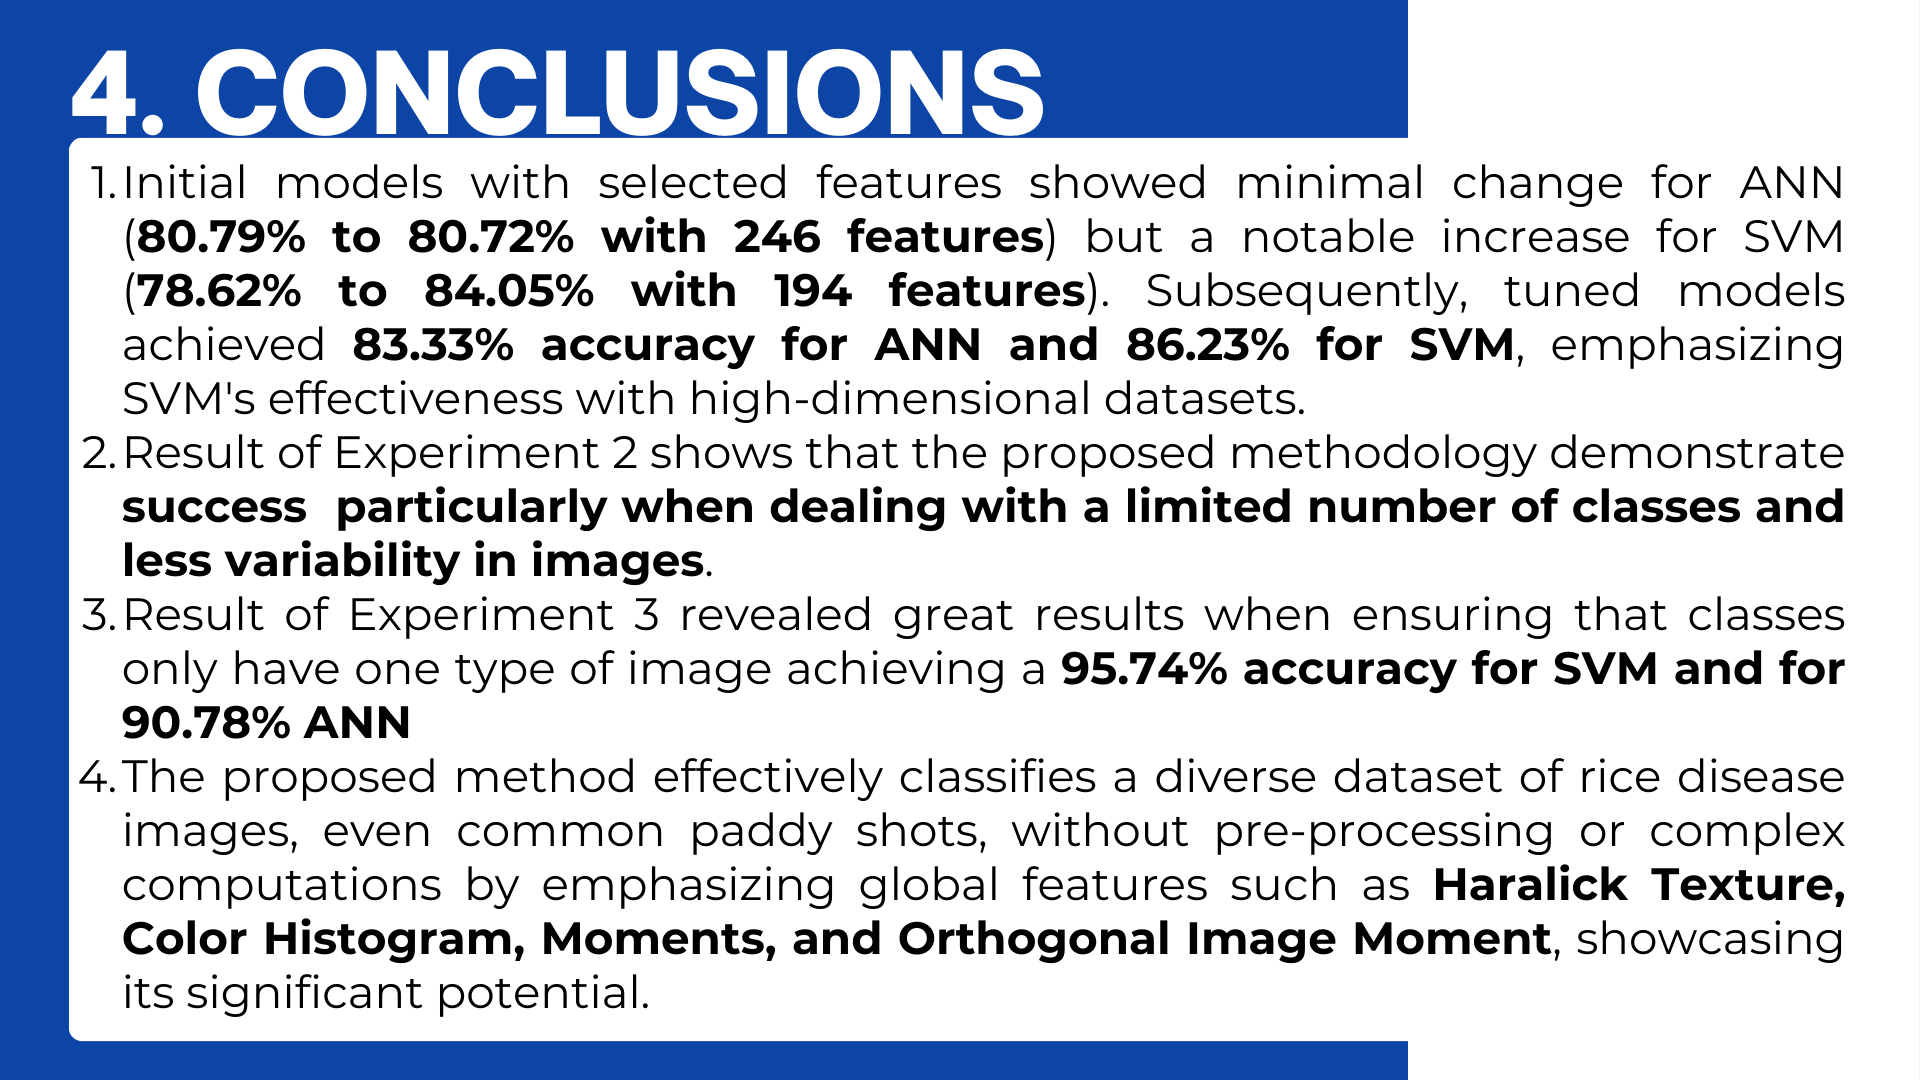 4. CONCLUSIONS
1. Initial models with selected features showed minimal change for ANN
(80.79% to 80.72% with 246 features) but a notable increase for SVM
(78.62% to 84.05% with 194 features). Subsequently, tuned models
achieved 83.33% accuracy for ANN and 86.23% for SVM, emphasizing
SVM's effectiveness with high-dimensional datasets.
2. Result of Experiment 2 shows that the proposed methodology demonstrate
success particularly when dealing with a limited number of classes and
less variability in images.
3. Result of Experiment 3 revealed great results when ensuring that classes
only have one type of image achieving a 95.74% accuracy for SVM and for
90.78% ANN
4. The proposed method effectively classifies a diverse dataset of rice disease
images, even common paddy shots, without pre-processing or complex
computations by emphasizing global features such as Haralick Texture,
Color Histogram, Moments, and Orthogonal Image Moment, showcasing
its significant potential.